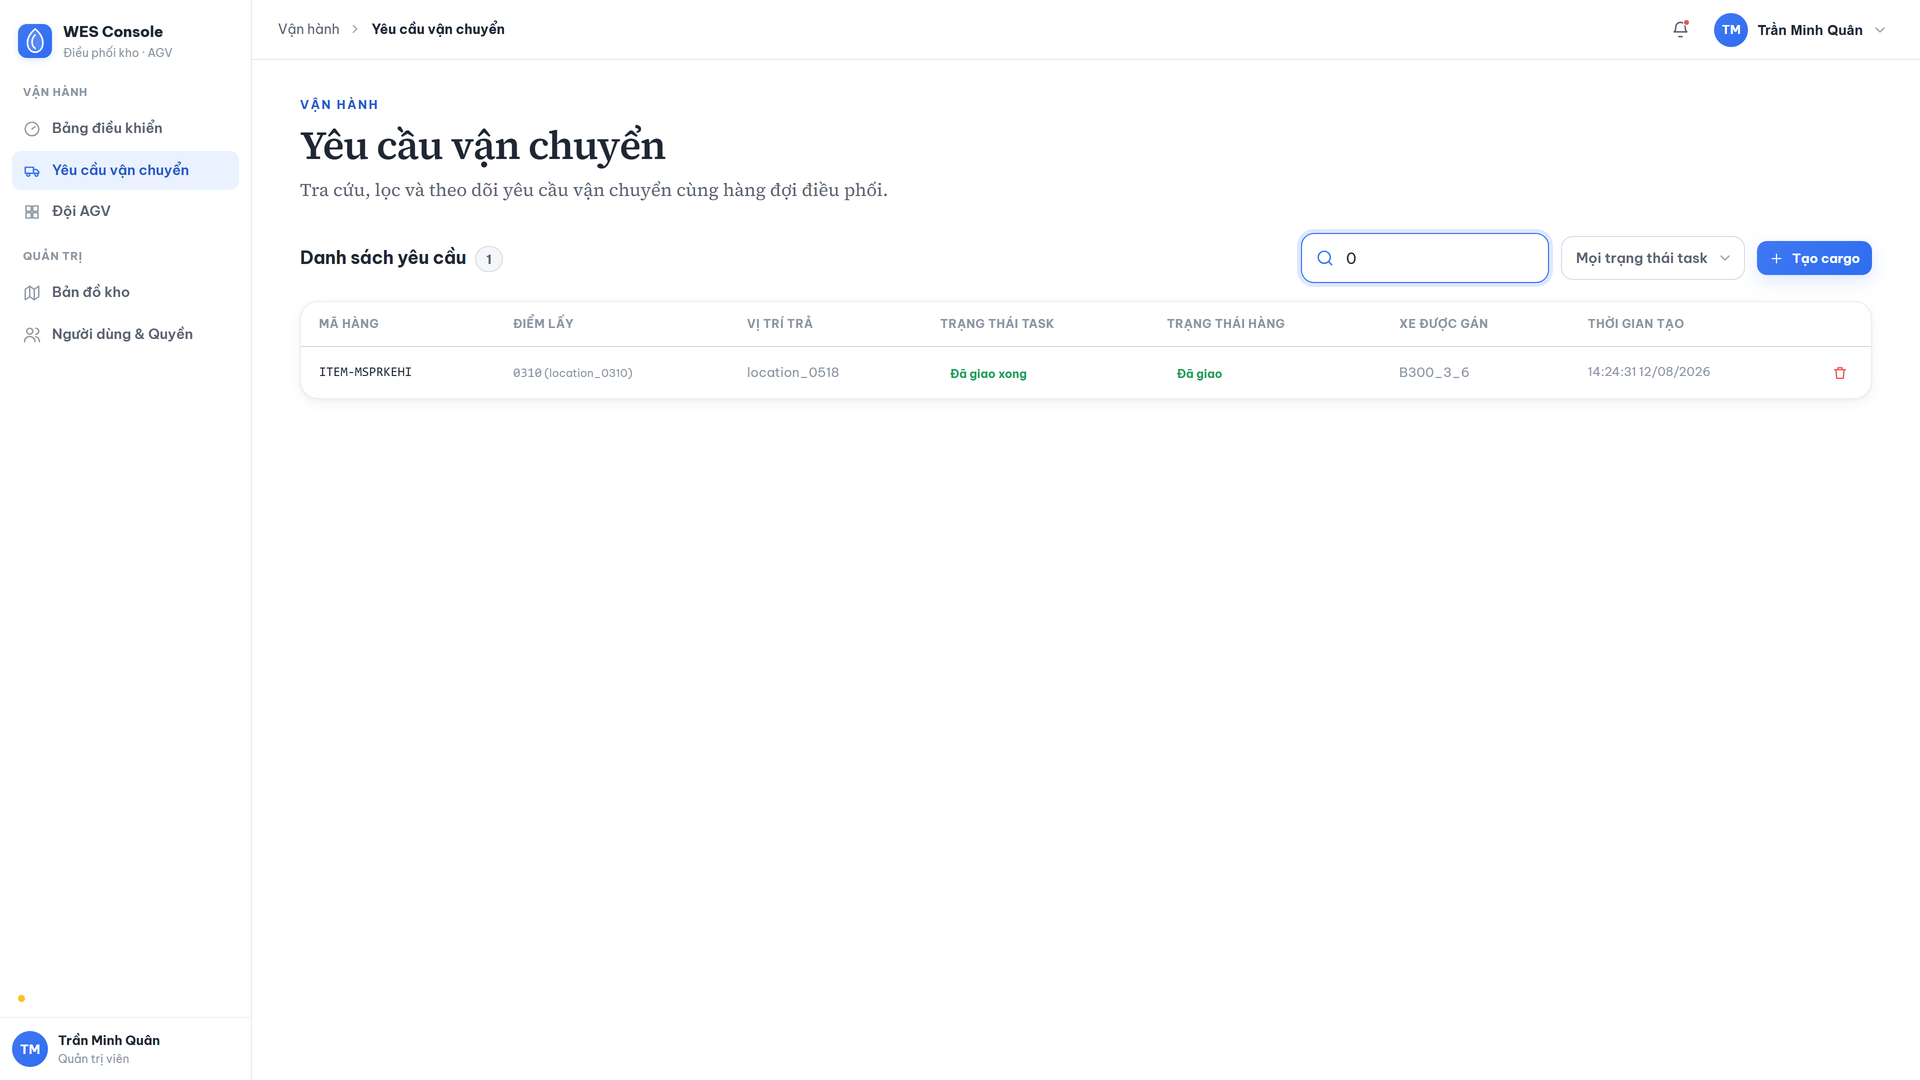 WES Console
Điều phối kho · AGV
VẬN HÀNH
Bảng điều khiển
Yêu cầu vận chuyển
Đội AGV
QUẢN TRỊ
Bản đồ kho
Người dùng & Quyền
TM
Trần Minh Quân
Quản trị viên
Vận hành > Yêu cầu vận chuyển
TM Trần Minh Quân
VẬN HÀNH
Yêu cầu vận chuyển
Tra cứu, lọc và theo dõi yêu cầu vận chuyển cùng hàng đợi điều phối.
Danh sách yêu cầu 1
0
Mọi trạng thái task
+ Tạo cargo
MÃ HÀNG ĐIỂM LẤY VỊ TRÍ TRẢ TRẠNG THÁI TASK TRẠNG THÁI HÀNG XE ĐƯỢC GÁN THỜI GIAN TẠO
ITEM-MSPRKEHI 0310 (location_0310) location_0518 Đã giao xong Đã giao B300_3_6 14:24:31 12/08/2026